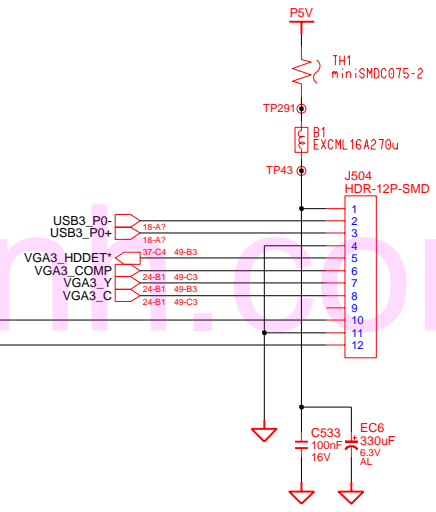 P5V
TH1
miniSMDC075-2
TP291
B1
EXCML16A270u
TP43
J504
HDR-12P-SMD
1
USB3_P0- 18-A? 2
USB3_P0+ 18-A? 3
4
VGA3_HDDET* 37-C4 49-B3 5
VGA3_COMP 24-B1 49-C3 6
VGA3_Y 24-B1 49-B3 7
VGA3_C 24-B1 49-C3 8
9
10
11
12
nh.co
C533
100nF
16V
+
EC6
330uF
6.3V
AL